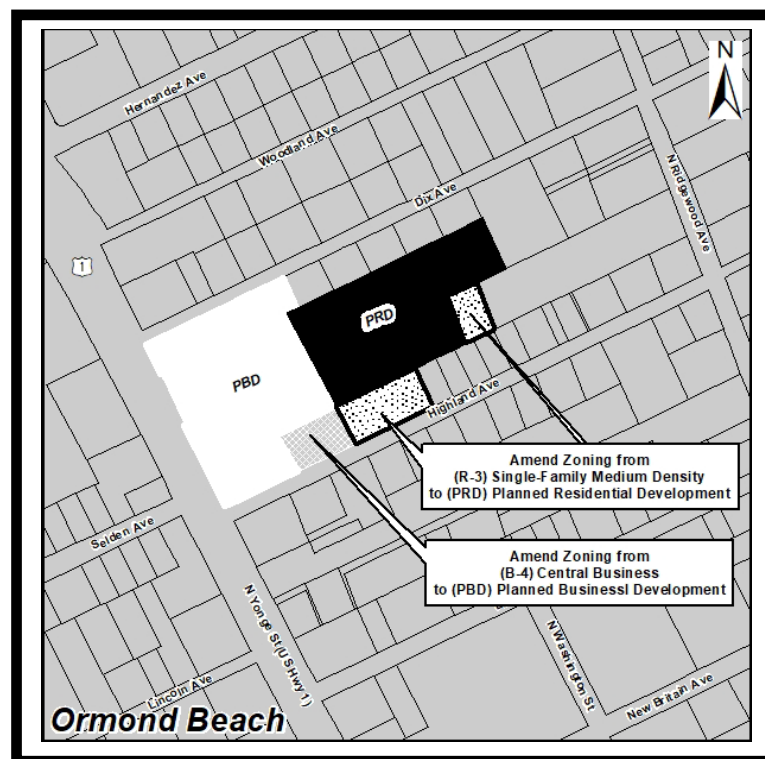 N
Hernandez Ave
Woodland Ave
Dix Ave
N Ridgewood Ave
1
PRD
PBD
Highland Ave
Amend Zoning from
(R-3) Single-Family Medium Density
to (PRD) Planned Residential Development
Selden Ave
Amend Zoning from
(B-4) Central Business
to (PBD) Planned Businessl Development
N Yonge St (US Hwy 1)
N Washington St
Lincoln Ave
New Britain Ave
Ormond Beach